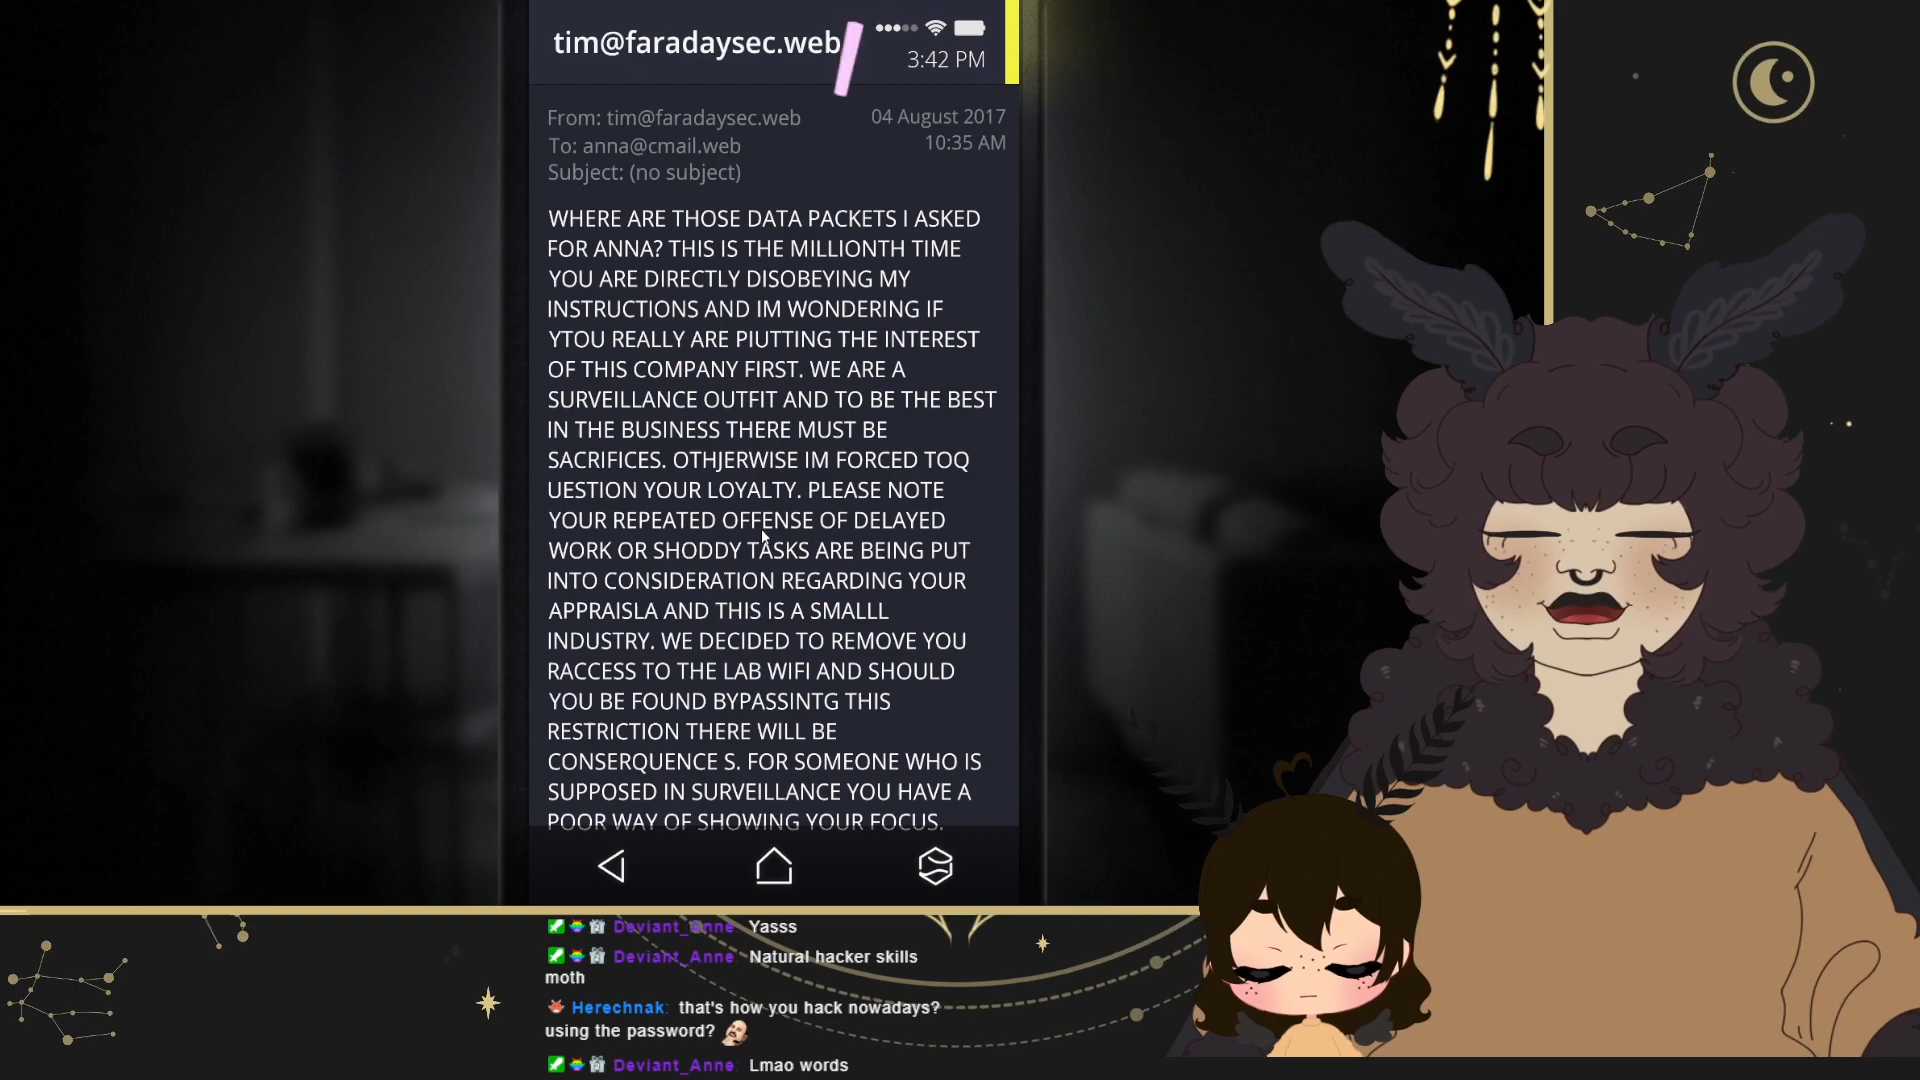 tim@faradaysec.web
3:42 PM
From: tim@faradaysec.web
04 August 2017
To: anna@cmail.web
10:35 AM
Subject: (no subject)
WHERE ARE THOSE DATA PACKETS I ASKED
FOR ANNA? THIS IS THE MILLIONTH TIME
YOU ARE DIRECTLY DISOBEYING MY
INSTRUCTIONS AND IM WONDERING IF
YTOU REALLY ARE PIUTTING THE INTEREST
OF THIS COMPANY FIRST. WE ARE A
SURVEILLANCE OUTFIT AND TO BE THE BEST
IN THE BUSINESS THERE MUST BE
SACRIFICES. OTHJERWISE IM FORCED TOQ
UESTION YOUR LOYALTY. PLEASE NOTE
YOUR REPEATED OFFENSE OF DELAYED
WORK OR SHODDY TASKS ARE BEING PUT
INTO CONSIDERATION REGARDING YOUR
APPRAISLA AND THIS IS A SMALLL
INDUSTRY. WE DECIDED TO REMOVE YOU
RACCESS TO THE LAB WIFI AND SHOULD
YOU BE FOUND BYPASSINTG THIS
RESTRICTION THERE WILL BE
CONSERQUENCE S. FOR SOMEONE WHO IS
SUPPOSED IN SURVEILLANCE YOU HAVE A
POOR WAY OF SHOWING YOUR FOCUS.
Deviant_Anne: Yasss
Deviant_Anne: Natural hacker skills
moth
Herechnak: that's how you hack nowadays?
using the password?
Deviant_Anne: Lmao words